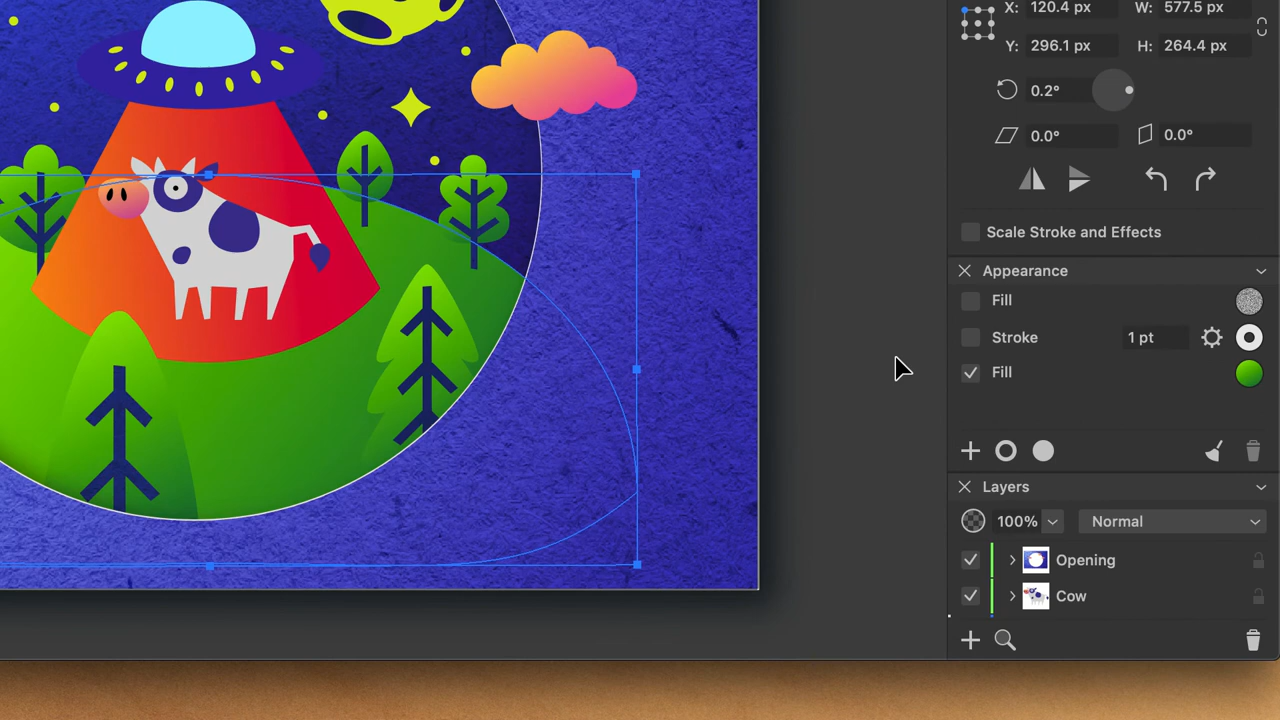 X: 120.4 px W: 577.5 px
Y: 296.1 px H: 264.4 px
0.2°
0.0° 0.0°
Scale Stroke and Effects
Appearance
Fill
Stroke 1 pt
Fill
Layers
100% Normal
Opening
Cow